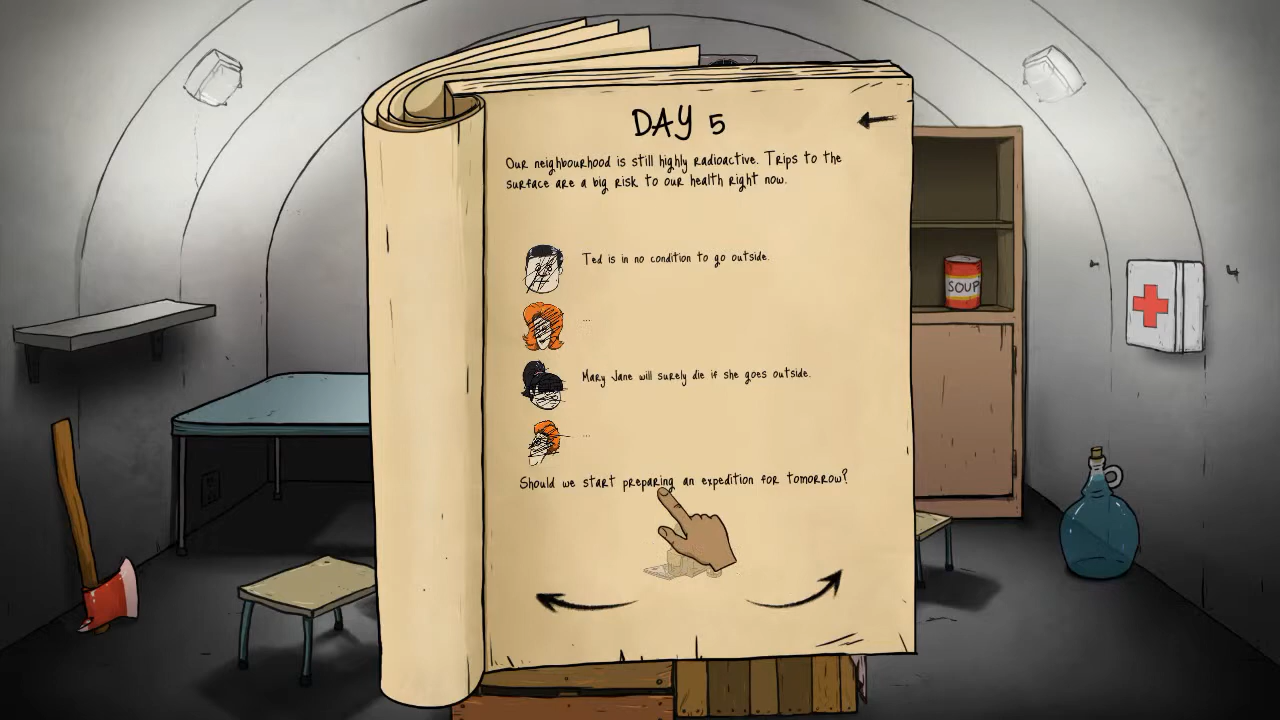 DAY 5
Our neighbourhood is still highly radioactive. Trips to the
surface are a big risk to our health right now.
Ted is in no condition to go outside.
...
Mary Jane will surely die if she goes outside.
...
Should we start preparing an expedition for tomorrow?
SOUP